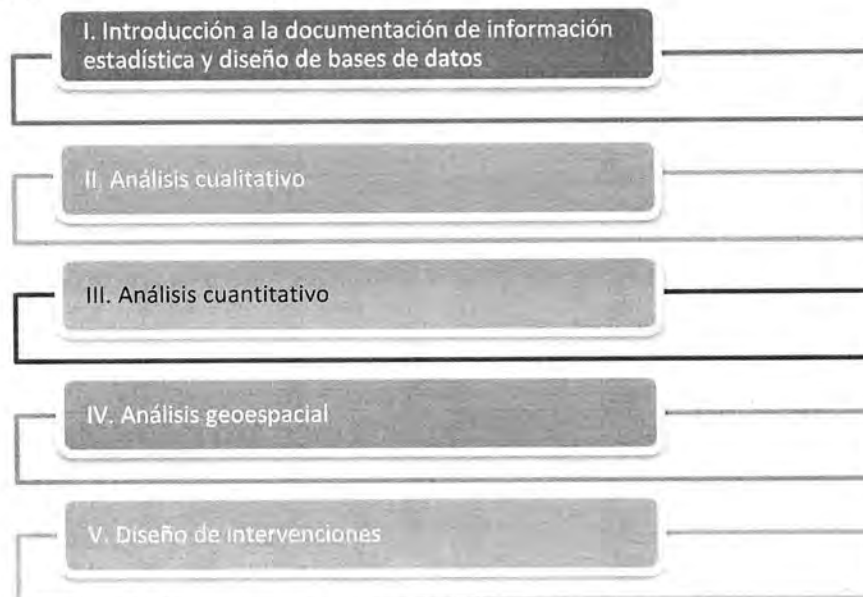 I. Introducción a la documentación de información
estadística y diseño de bases de datos
II. Análisis cualitativo
III. Análisis cuantitativo
IV. Análisis geoespacial
V. Diseño de intervenciones